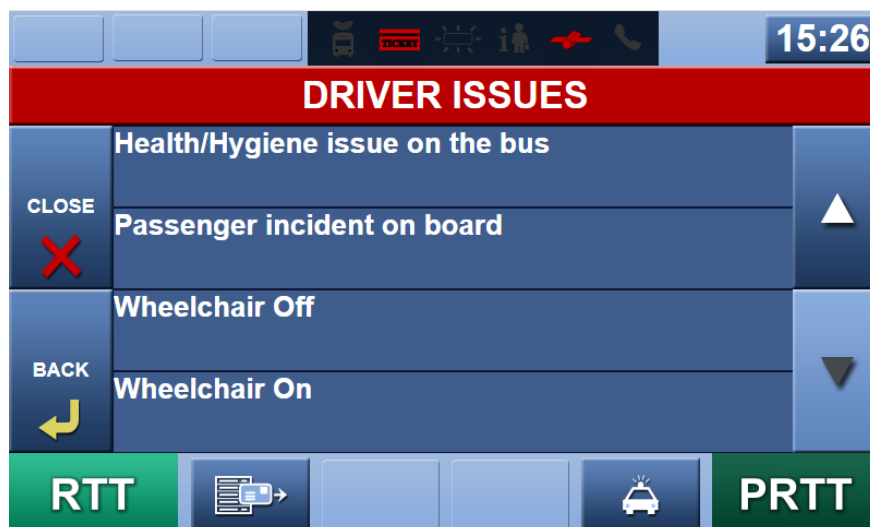 TICKET
15:26
DRIVER ISSUES
Health/Hygiene issue on the bus
CLOSE
Passenger incident on board
Wheelchair Off
BACK
Wheelchair On
RTT
PRTT